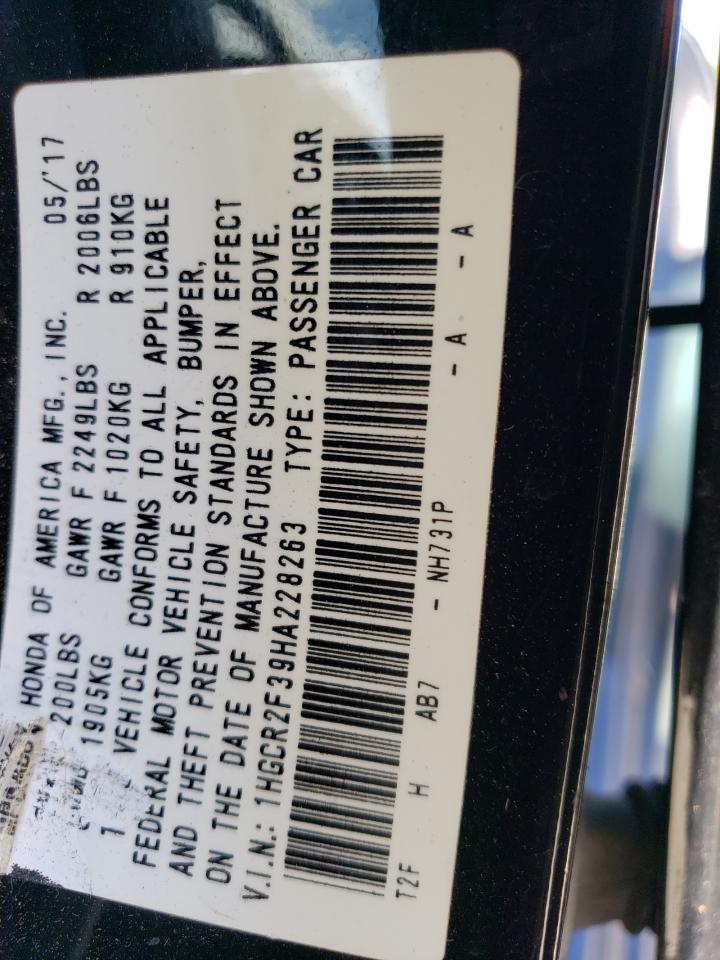 HONDA OF AMERICA MFG., INC. 05/'17
200LBS GAWR F 2249LBS R 2006LBS
1905KG GAWR F 1020KG R 910KG
VEHICLE CONFORMS TO ALL APPLICABLE
FEDERAL MOTOR VEHICLE SAFETY, BUMPER,
AND THEFT PREVENTION STANDARDS IN EFFECT
ON THE DATE OF MANUFACTURE SHOWN ABOVE.
V.I.N.: 1HGCR2F39HA228263 TYPE: PASSENGER CAR
T2F H AB7 - NH731P - A - A